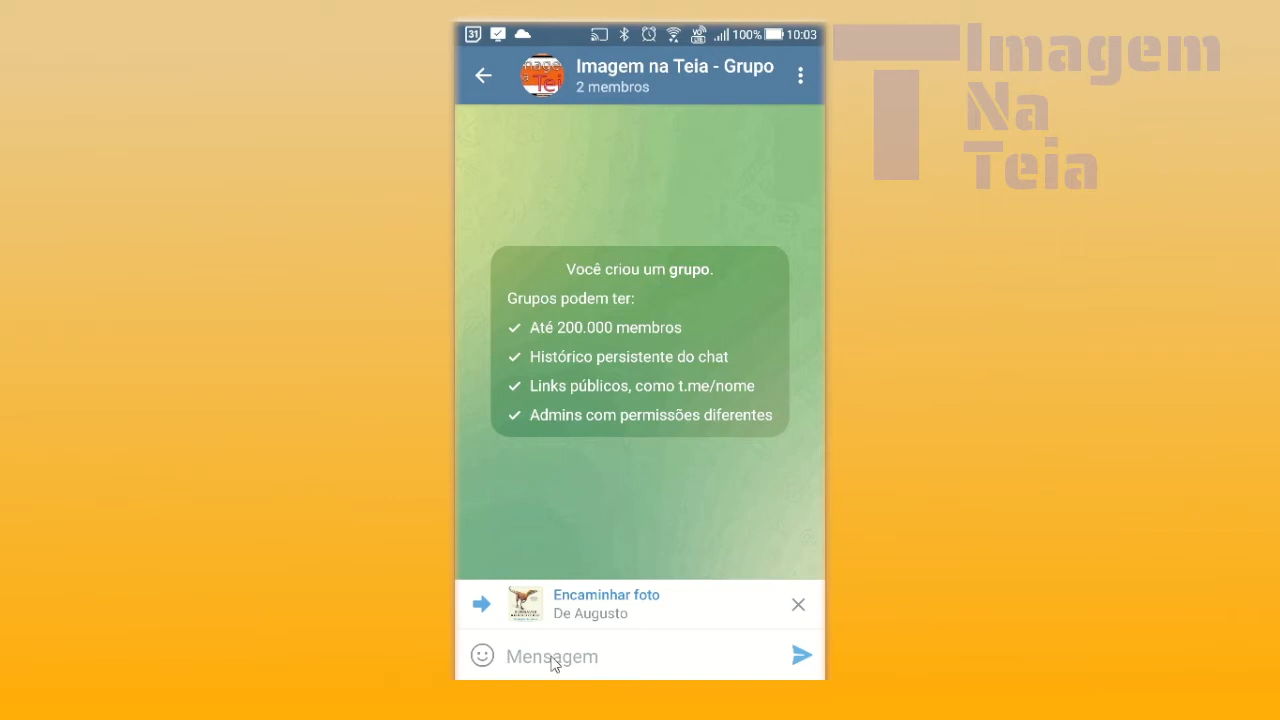 31
100%
10:03
Imagem na Teia - Grupo
2 membros
Imagem
Na
Teia
Você criou um grupo.
Grupos podem ter:
Até 200.000 membros
Histórico persistente do chat
Links públicos, como t.me/nome
Admins com permissões diferentes
Encaminhar foto
De Augusto
Mensagem